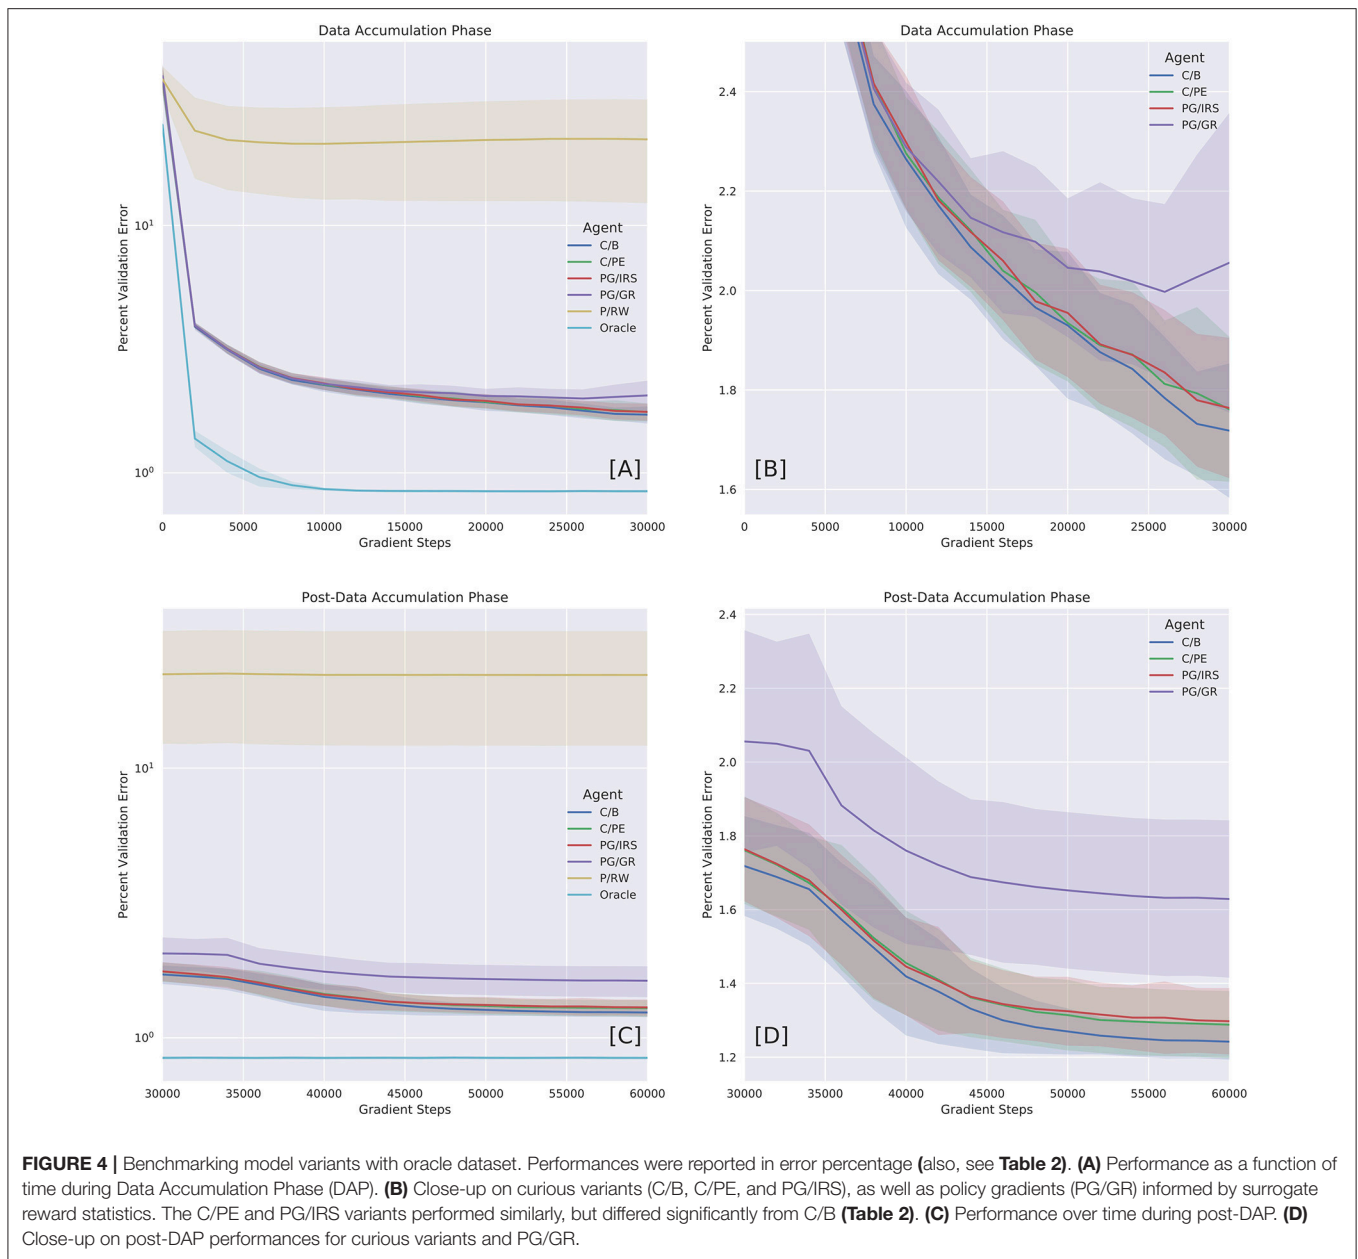 Data Accumulation Phase
Percent Validation Error
10¹
10⁰
Agent
C/B
C/PE
PG/IRS
PG/GR
P/RW
Oracle
[A]
0 5000 10000 15000 20000 25000 30000
Gradient Steps
Data Accumulation Phase
Percent Validation Error
2.4
2.2
2.0
1.8
1.6
Agent
C/B
C/PE
PG/IRS
PG/GR
[B]
0 5000 10000 15000 20000 25000 30000
Gradient Steps
Post-Data Accumulation Phase
Percent Validation Error
10¹
10⁰
Agent
C/B
C/PE
PG/IRS
PG/GR
P/RW
Oracle
[C]
30000 35000 40000 45000 50000 55000 60000
Gradient Steps
Post-Data Accumulation Phase
Percent Validation Error
2.4
2.2
2.0
1.8
1.6
1.4
1.2
Agent
C/B
C/PE
PG/IRS
PG/GR
[D]
30000 35000 40000 45000 50000 55000 60000
Gradient Steps
FIGURE 4 | Benchmarking model variants with oracle dataset. Performances were reported in error percentage (also, see Table 2). (A) Performance as a function of
time during Data Accumulation Phase (DAP). (B) Close-up on curious variants (C/B, C/PE, and PG/IRS), as well as policy gradients (PG/GR) informed by surrogate
reward statistics. The C/PE and PG/IRS variants performed similarly, but differed significantly from C/B (Table 2). (C) Performance over time during post-DAP. (D)
Close-up on post-DAP performances for curious variants and PG/GR.